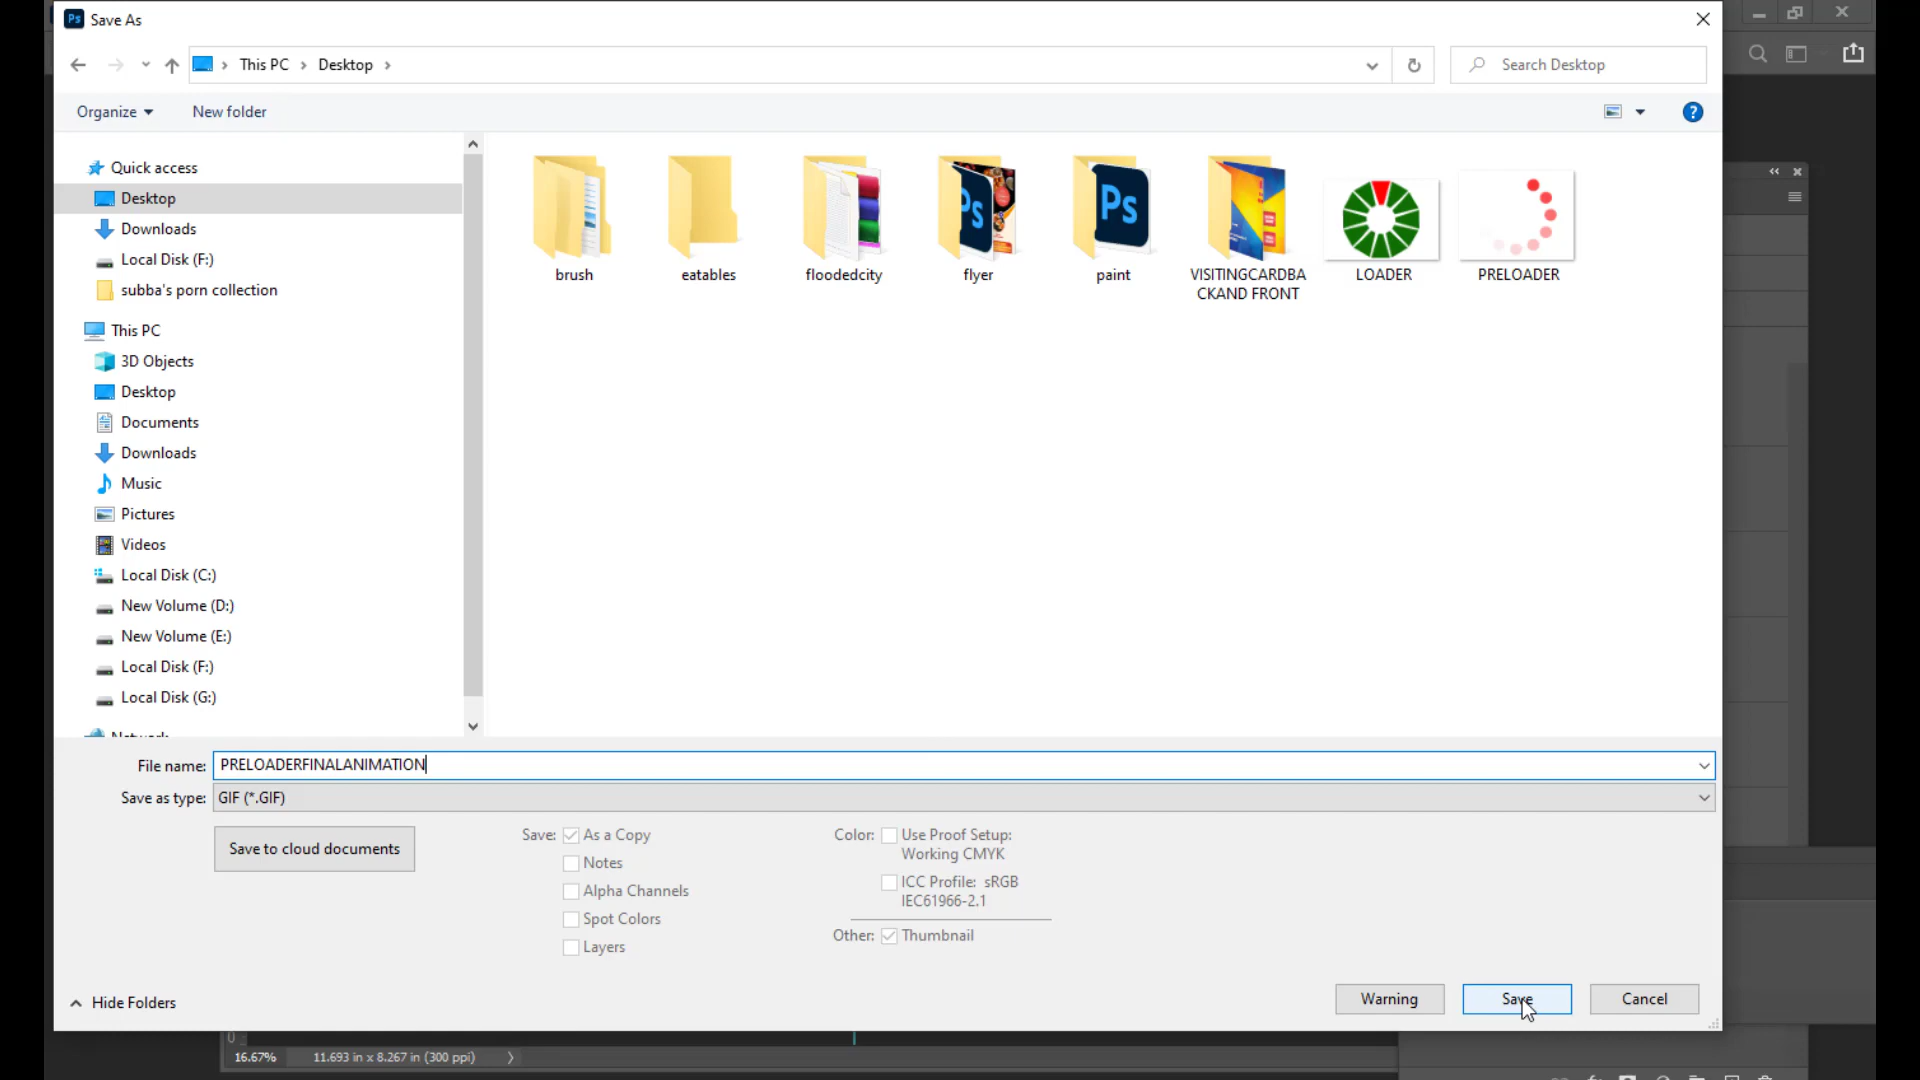 Ps Save As
This PC > Desktop >
Search Desktop
Organize
New folder
?
Quick access
Desktop
Downloads
Local Disk (F:)
subba's porn collection
This PC
3D Objects
Desktop
Documents
Downloads
Music
Pictures
Videos
Local Disk (C:)
New Volume (D:)
New Volume (E:)
Local Disk (F:)
Local Disk (G:)
Network
brush
eatables
floodedcity
Ps
flyer
Ps
paint
VISITINGCARDBA
CKAND FRONT
LOADER
PRELOADER
File name: PRELOADERFINALANIMATION
Save as type: GIF (*.GIF)
Save to cloud documents
Save: As a Copy
Notes
Alpha Channels
Spot Colors
Layers
Color: Use Proof Setup:
Working CMYK
ICC Profile: sRGB
IEC61966-2.1
Other: Thumbnail
Hide Folders
Warning
Save
Cancel
0
16.67%
11.693 in x 8.267 in (300 ppi)